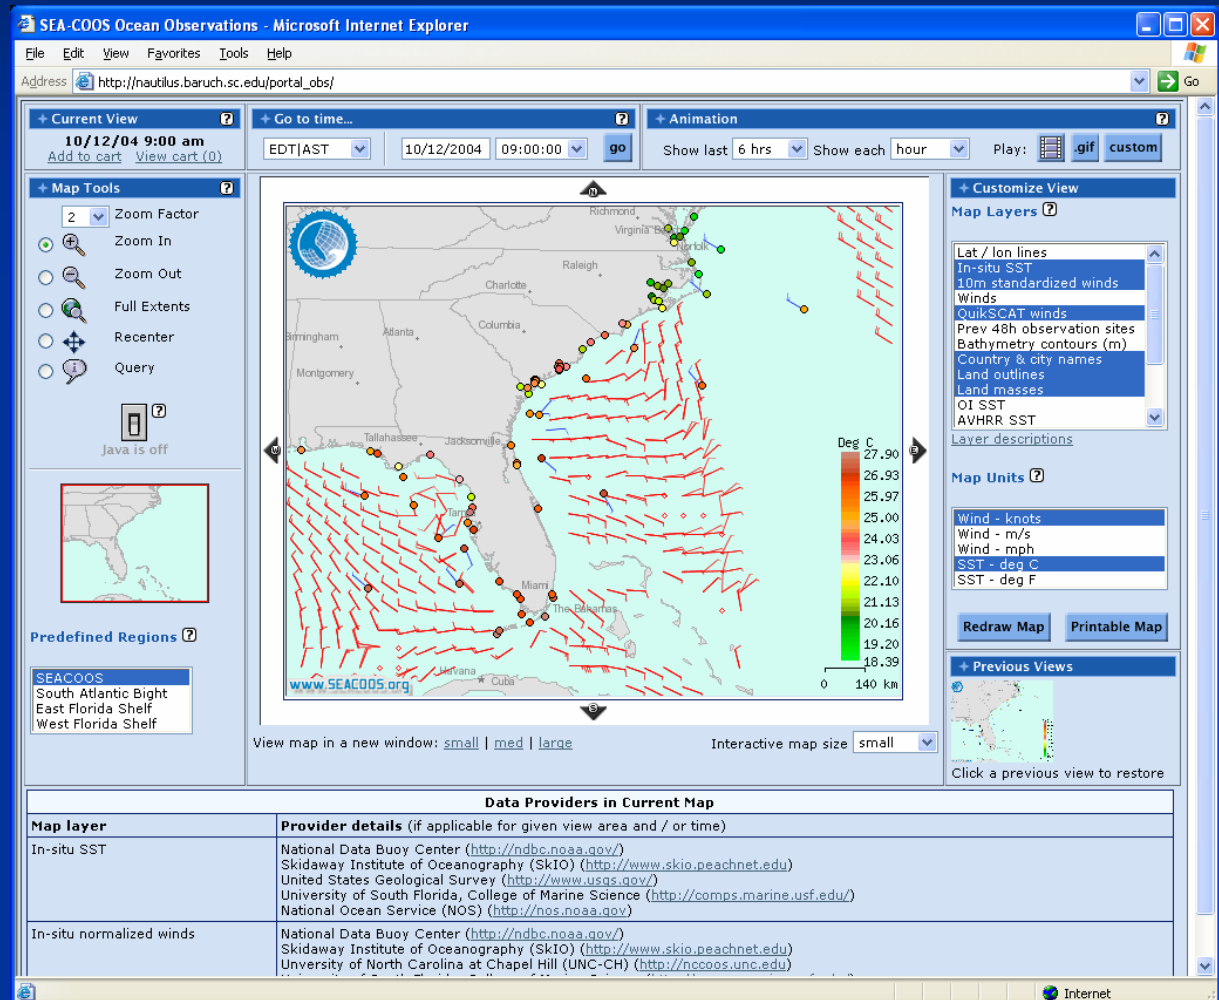 SEA-COOS Ocean Observations - Microsoft Internet Explorer
File Edit View Favorites Tools Help
Address http://nautilus.baruch.sc.edu/portal_obs/ Go
+ Current View ?
10/12/04 9:00 am
Add to cart View cart (0)
+ Go to time... ?
EDT|AST 10/12/2004 09:00:00 go
+ Animation ?
Show last 6 hrs Show each hour Play: .gif custom
+ Map Tools ?
2 Zoom Factor
Zoom In
Zoom Out
Full Extents
Recenter
Query
?
Java is off
Predefined Regions ?
SEACOOS
South Atlantic Bight
East Florida Shelf
West Florida Shelf
N
W
E
S
Richmond
Virginia
Norfolk
Raleigh
Charlotte
Columbia
Atlanta
Birmingham
Montgomery
Tallahassee
Jacksonville
Miami
The Bahamas
Havana
Cuba
www.SEACOOS.org
Deg C
27.90
26.93
25.97
25.00
24.03
23.06
22.10
21.13
20.16
19.20
18.39
0 140 km
View map in a new window: small | med | large
Interactive map size small
+ Customize View
Map Layers ?
Lat / lon lines
In-situ SST
10m standardized winds
Winds
QuikSCAT winds
Prev 48h observation sites
Bathymetry contours (m)
Country & city names
Land outlines
Land masses
OI SST
AVHRR SST
Layer descriptions
Map Units ?
Wind - knots
Wind - m/s
Wind - mph
SST - deg C
SST - deg F
Redraw Map Printable Map
+ Previous Views
Click a previous view to restore
Data Providers in Current Map
Map layer Provider details (if applicable for given view area and / or time)
In-situ SST National Data Buoy Center (http://ndbc.noaa.gov/)
Skidaway Institute of Oceanography (SkIO) (http://www.skio.peachnet.edu)
United States Geological Survey (http://www.usgs.gov/)
University of South Florida, College of Marine Science (http://comps.marine.usf.edu/)
National Ocean Service (NOS) (http://nos.noaa.gov)
In-situ normalized winds National Data Buoy Center (http://ndbc.noaa.gov/)
Skidaway Institute of Oceanography (SkIO) (http://www.skio.peachnet.edu)
Unversity of North Carolina at Chapel Hill (UNC-CH) (http://nccoos.unc.edu)
Internet